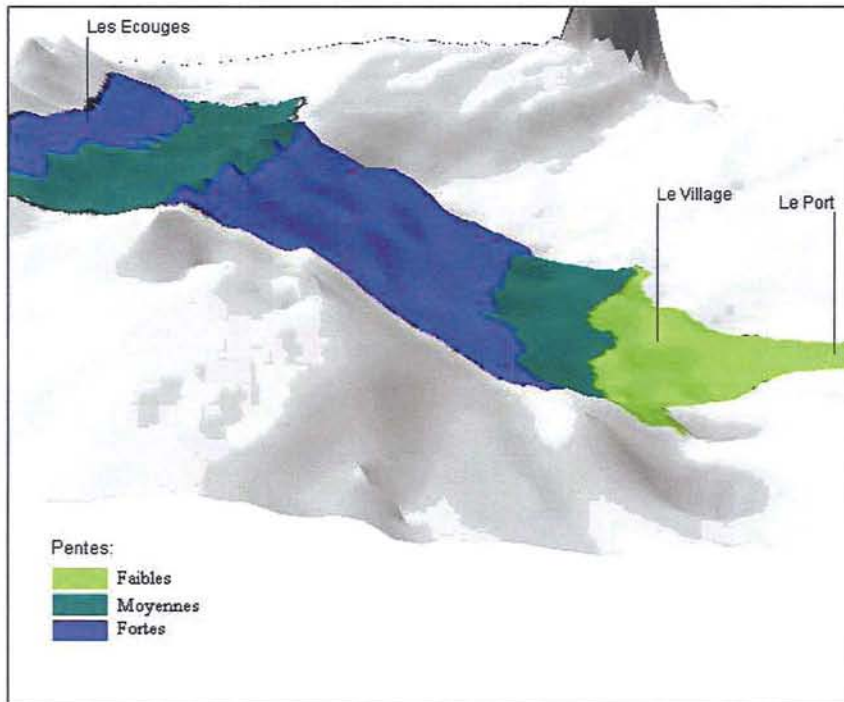 Les Ecouges
Le Village
Le Port
Pentes:
Faibles
Moyennes
Fortes